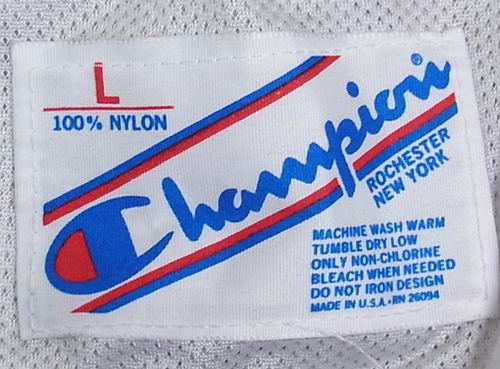 L
100% NYLON
Champion®
ROCHESTER
NEW YORK
MACHINE WASH WARM
TUMBLE DRY LOW
ONLY NON-CHLORINE
BLEACH WHEN NEEDED
DO NOT IRON DESIGN
MADE IN U.S.A.•RN 26094